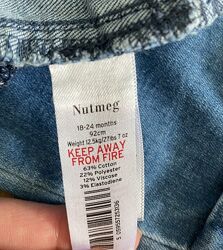 Nutmeg
18-24 months
92cm
Weight 12.5kg/27lbs 7 oz
KEEP AWAY
FROM FIRE
63% Cotton
22% Polyester
12% Viscose
3% Elastodiene